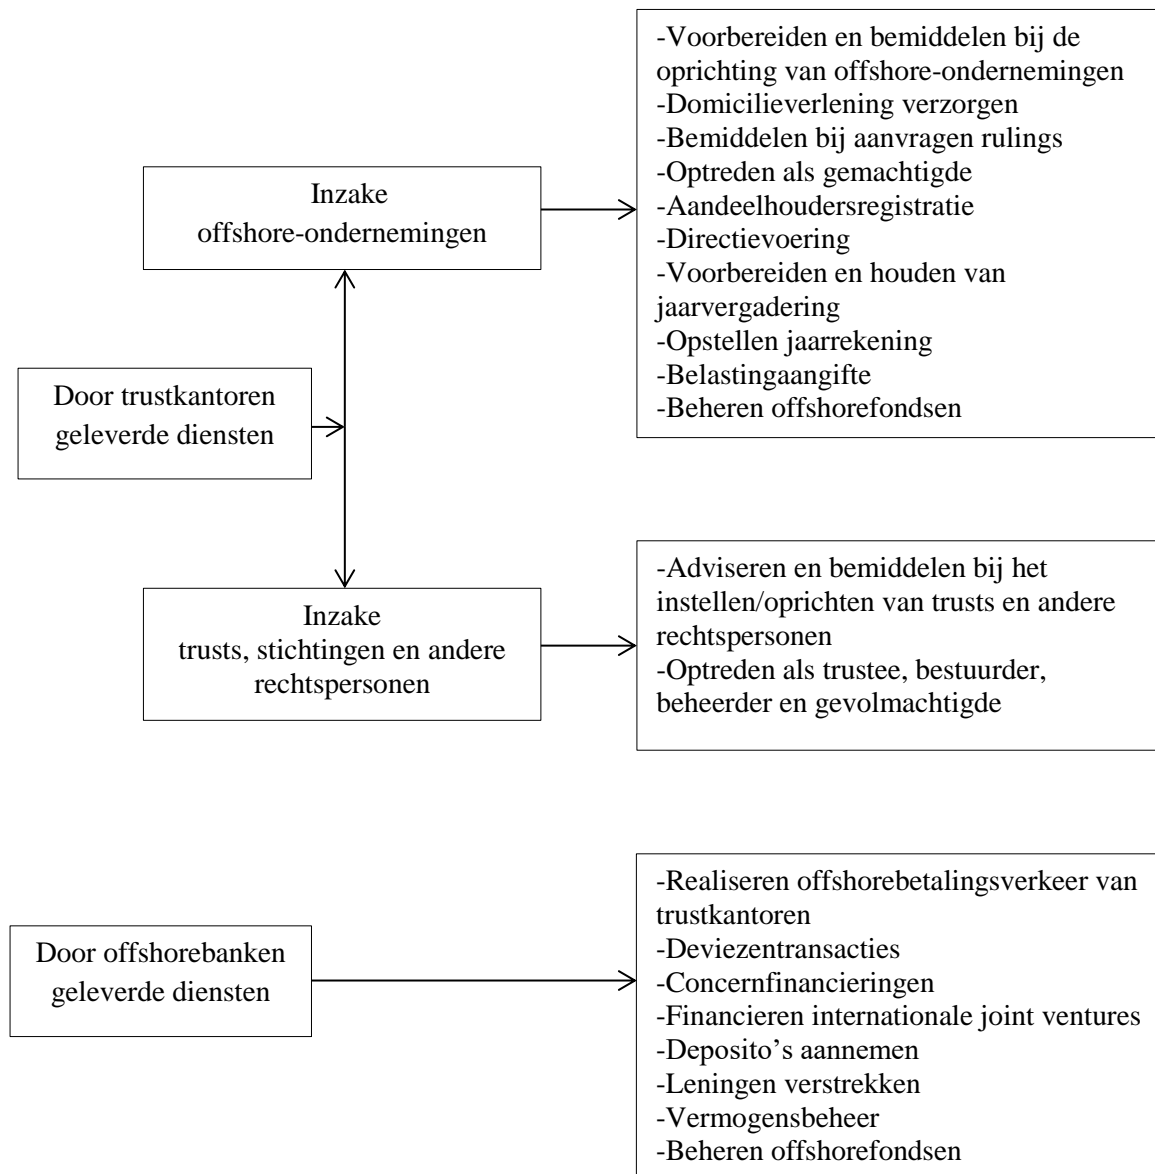 -Voorbereiden en bemiddelen bij de
oprichting van offshore-ondernemingen
-Domicilieverlening verzorgen
-Bemiddelen bij aanvragen rulings
-Optreden als gemachtigde
-Aandeelhoudersregistratie
-Directievoering
-Voorbereiden en houden van
jaarvergadering
-Opstellen jaarrekening
-Belastingaangifte
-Beheren offshorefondsen
Inzake
offshore-ondernemingen
Door trustkantoren
geleverde diensten
Inzake
trusts, stichtingen en andere
rechtspersonen
-Adviseren en bemiddelen bij het
instellen/oprichten van trusts en andere
rechtspersonen
-Optreden als trustee, bestuurder,
beheerder en gevolmachtigde
Door offshorebanken
geleverde diensten
-Realiseren offshorebetalingsverkeer van
trustkantoren
-Deviezentransacties
-Concernfinancieringen
-Financieren internationale joint ventures
-Deposito’s aannemen
-Leningen verstrekken
-Vermogensbeheer
-Beheren offshorefondsen